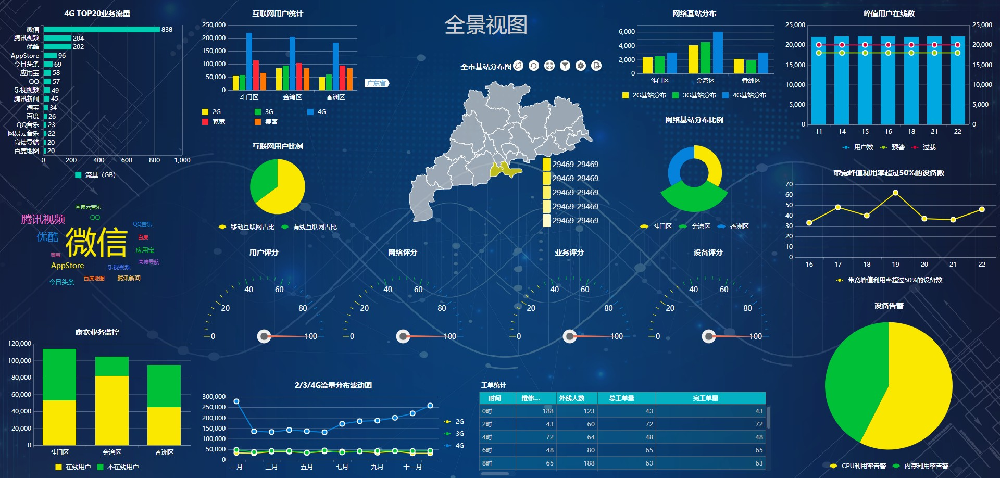 全景视图
4G TOP20业务流量
微信 838
腾讯视频 204
优酷 202
AppStore 96
今日头条 69
应用宝 58
QQ 57
乐视视频 49
腾讯新闻 45
淘宝 34
百度 26
QQ音乐 23
网易云音乐 22
高德导航 20
百度地图 20
0 200 400 600 800 1,000
流量（GB）
网易云音乐
腾讯视频 QQ
QQ音乐
优酷 微信 百度
应用宝
淘宝
高德导航
AppStore 乐视视频
今日头条 百度地图 腾讯新闻
家宽业务监控
120,000
100,000
80,000
60,000
40,000
20,000
0
斗门区 金湾区 香洲区
在线用户 不在线用户
互联网用户统计
250,000
200,000
150,000
100,000
50,000
0
斗门区 金湾区 香洲区
2G 3G 4G
家宽 集客
互联网用户比例
移动互联网占比 有线互联网占比
全市基站分布图
广东省
29469-29469
29469-29469
29469-29469
29469-29469
29469-29469
网络基站分布
6,000
4,000
2,000
0
斗门区 金湾区 香洲区
2G基站分布 3G基站分布 4G基站分布
网络基站分布比例
斗门区 金湾区 香洲区
用户评分
0 20 40 60 80 100
网络评分
0 20 40 60 80 100
业务评分
0 20 40 60 80 100
设备评分
0 20 40 60 80 100
2/3/4G流量分布波动图
300,000
250,000
200,000
150,000
100,000
50,000
0
一月 三月 五月 七月 九月 十一月
2G
3G
4G
工单统计
时间 维修... 外线人数 总工单量 完工单量
0时 188 123 43 43
2时 43 60 72 72
4时 72 64 48 48
6时 48 80 65 65
8时 65 188 63 63
峰值用户在线数
25,000 25,000
20,000 20,000
15,000 15,000
10,000 10,000
5,000 5,000
0 0
11 14 15 16 18 21 22
用户数 预警 过载
带宽峰值利用率超过50%的设备数
70
60
50
40
30
20
10
0
16 17 18 19 20 21 22
带宽峰值利用率超过50%的设备数
设备告警
CPU利用率告警 内存利用率告警